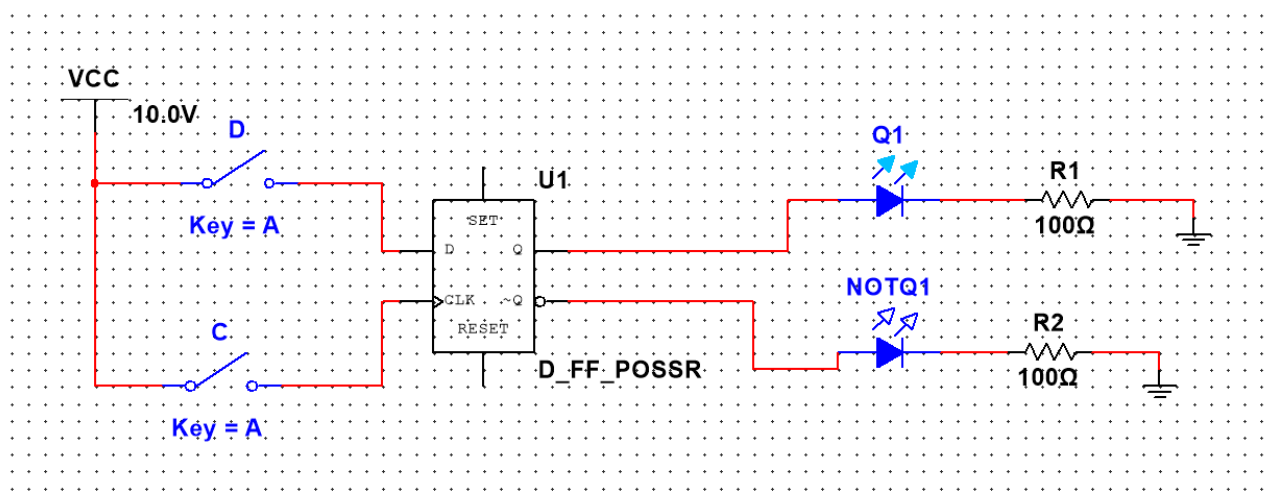 VCC
10.0V
D
Key = A
C
Key = A
U1
SET
D
Q
CLK
~Q
RESET
D_FF_POSSR
Q1
R1
100Ω
NOTQ1
R2
100Ω